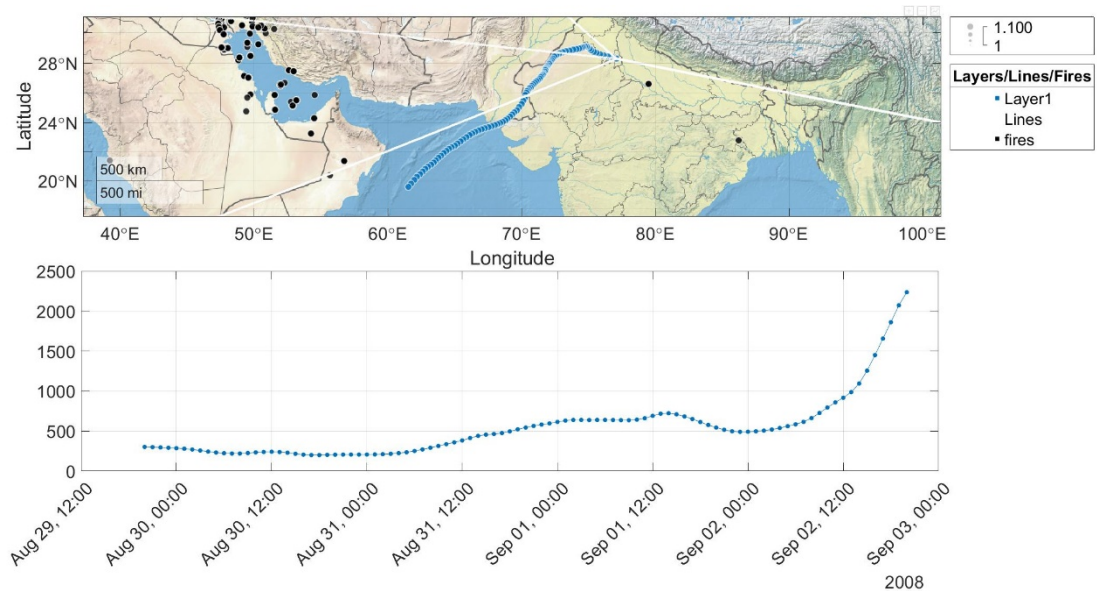 1.100
1
Layers/Lines/Fires
Layer1
Lines
fires
Latitude
28°N
24°N
20°N
500 km
500 mi
40°E 50°E 60°E 70°E 80°E 90°E 100°E
Longitude
2500
2000
1500
1000
500
0
Aug 29, 12:00 Aug 30, 00:00 Aug 30, 12:00 Aug 31, 00:00 Aug 31, 12:00 Sep 01, 00:00 Sep 01, 12:00 Sep 02, 00:00 Sep 02, 12:00 Sep 03, 00:00
2008